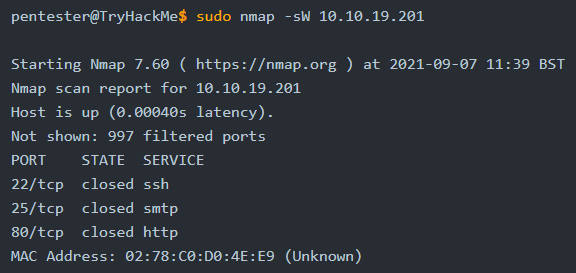 pentester@TryHackMe$ sudo nmap -sW 10.10.19.201
Starting Nmap 7.60 ( https://nmap.org ) at 2021-09-07 11:39 BST
Nmap scan report for 10.10.19.201
Host is up (0.00040s latency).
Not shown: 997 filtered ports
PORT   STATE  SERVICE
22/tcp closed ssh
25/tcp closed smtp
80/tcp closed http
MAC Address: 02:78:C0:D0:4E:E9 (Unknown)